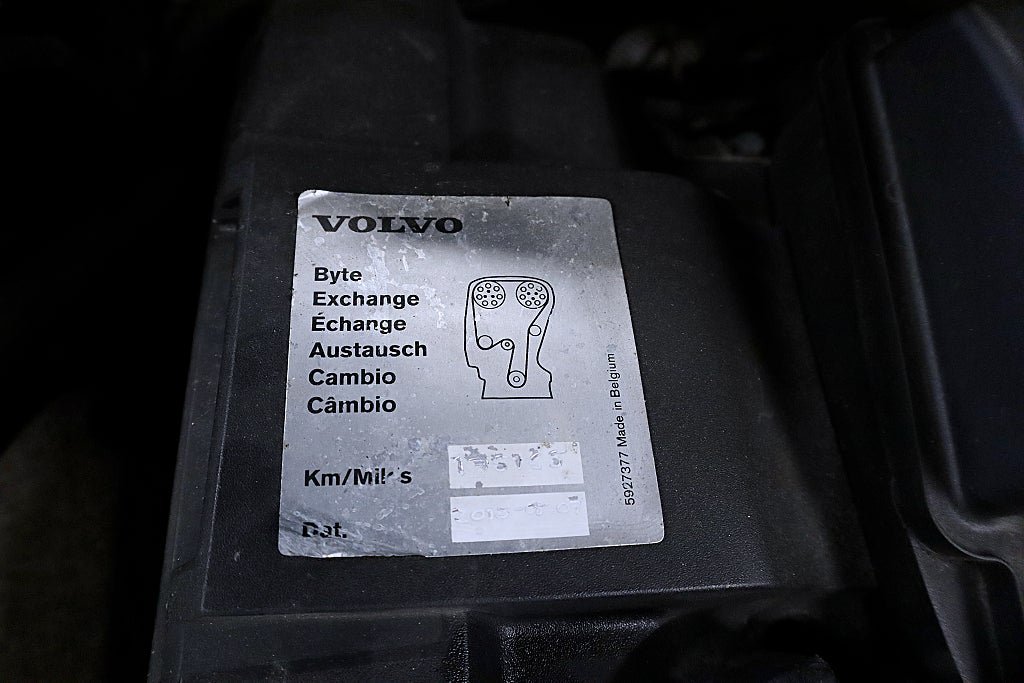 VOLVO
Byte
Exchange
Échange
Austausch
Cambio
Câmbio
Km/Miles
Dat.
5927377 Made in Belgium